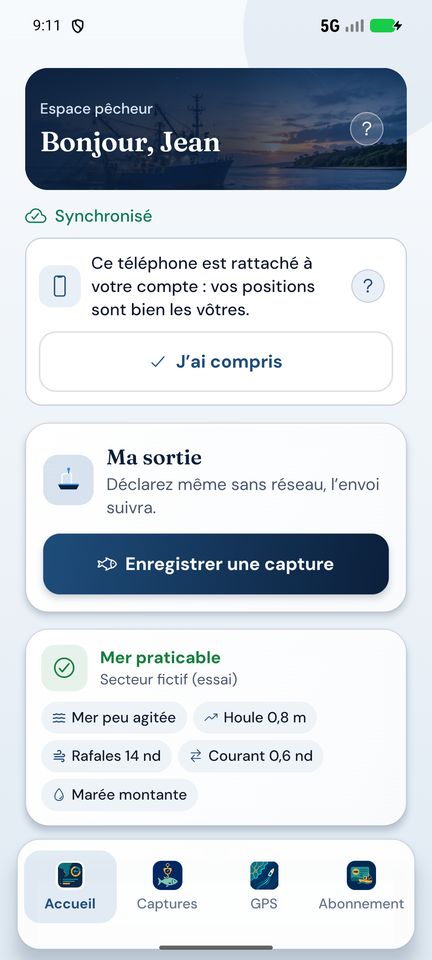 9:11
5G
Espace pêcheur
Bonjour, Jean
?
Synchronisé
Ce téléphone est rattaché à
votre compte : vos positions
sont bien les vôtres.
?
J’ai compris
Ma sortie
Déclarez même sans réseau, l’envoi
suivra.
Enregistrer une capture
Mer praticable
Secteur fictif (essai)
Mer peu agitée
Houle 0,8 m
Rafales 14 nd
Courant 0,6 nd
Marée montante
Accueil
Captures
GPS
Abonnement